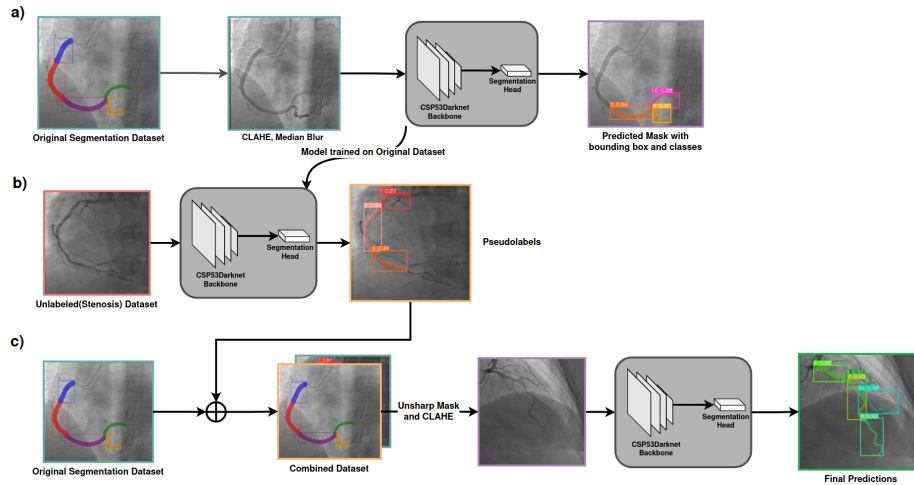 a)
Original Segmentation Dataset
CLAHE, Median Blur
CSP53Darknet
Backbone
Segmentation
Head
Predicted Mask with
bounding box and classes
Model trained on Original Dataset
b)
Unlabeled(Stenosis) Dataset
CSP53Darknet
Backbone
Segmentation
Head
Pseudolabels
c)
Original Segmentation Dataset
Combined Dataset
Unsharp Mask
and CLAHE
CSP53Darknet
Backbone
Segmentation
Head
Final Predictions